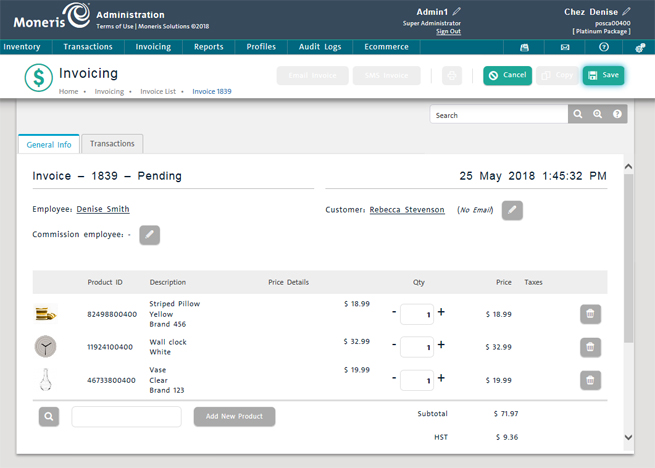 Moneris
Administration
Terms of Use | Moneris Solutions ©2018
Admin1
Super Administrator
Sign Out
Chez Denise
posca00400
[ Platinum Package ]
Inventory Transactions Invoicing Reports Profiles Audit Logs Ecommerce
Invoicing
Home • Invoicing • Invoice List • Invoice 1839
Email Invoice SMS Invoice Cancel Copy Save
Search
General Info Transactions
Invoice – 1839 – Pending 25 May 2018 1:45:32 PM
Employee: Denise Smith Customer: Rebecca Stevenson (No Email)
Commission employee: -
Product ID Description Price Details Qty Price Taxes
82498800400 Striped Pillow $ 18.99 - 1 + $ 18.99
Yellow
Brand 456
11924100400 Wall clock $ 32.99 - 1 + $ 32.99
White
46733800400 Vase $ 19.99 - 1 + $ 19.99
Clear
Brand 123
Add New Product Subtotal $ 71.97
HST $ 9.36